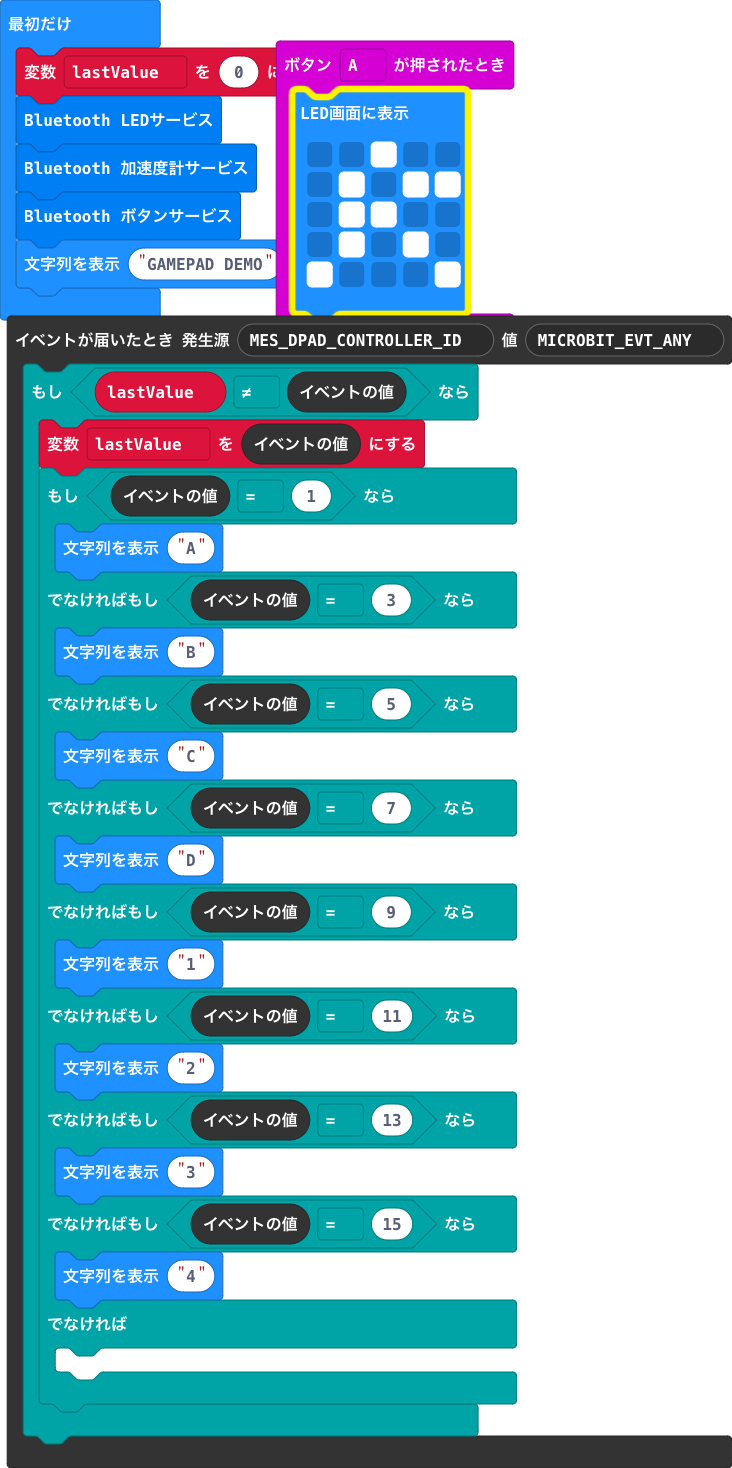 最初だけ
変数 lastValue を 0 に
Bluetooth LEDサービス
Bluetooth 加速度計サービス
Bluetooth ボタンサービス
文字列を表示 "GAMEPAD DEMO"
ボタン A が押されたとき
LED画面に表示
イベントが届いたとき 発生源 MES_DPAD_CONTROLLER_ID 値 MICROBIT_EVT_ANY
もし lastValue ≠ イベントの値 なら
変数 lastValue を イベントの値 にする
もし イベントの値 = 1 なら
文字列を表示 "A"
でなければもし イベントの値 = 3 なら
文字列を表示 "B"
でなければもし イベントの値 = 5 なら
文字列を表示 "C"
でなければもし イベントの値 = 7 なら
文字列を表示 "D"
でなければもし イベントの値 = 9 なら
文字列を表示 "1"
でなければもし イベントの値 = 11 なら
文字列を表示 "2"
でなければもし イベントの値 = 13 なら
文字列を表示 "3"
でなければもし イベントの値 = 15 なら
文字列を表示 "4"
でなければ